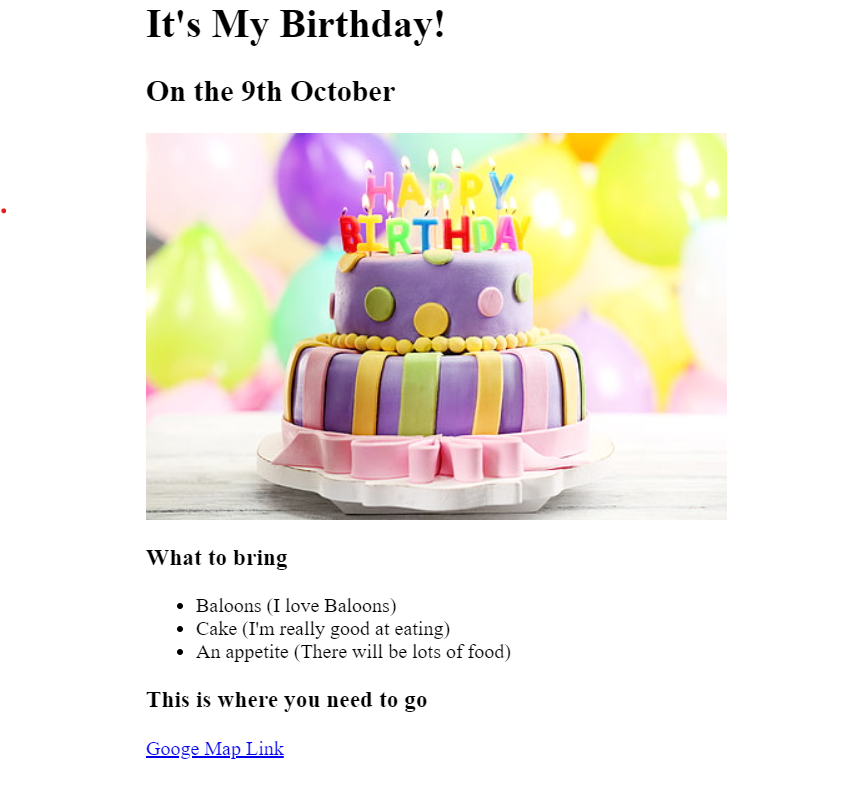 It's My Birthday!
On the 9th October
HAPPY
BIRTHDAY
What to bring
Baloons (I love Baloons)
Cake (I'm really good at eating)
An appetite (There will be lots of food)
This is where you need to go
Googe Map Link